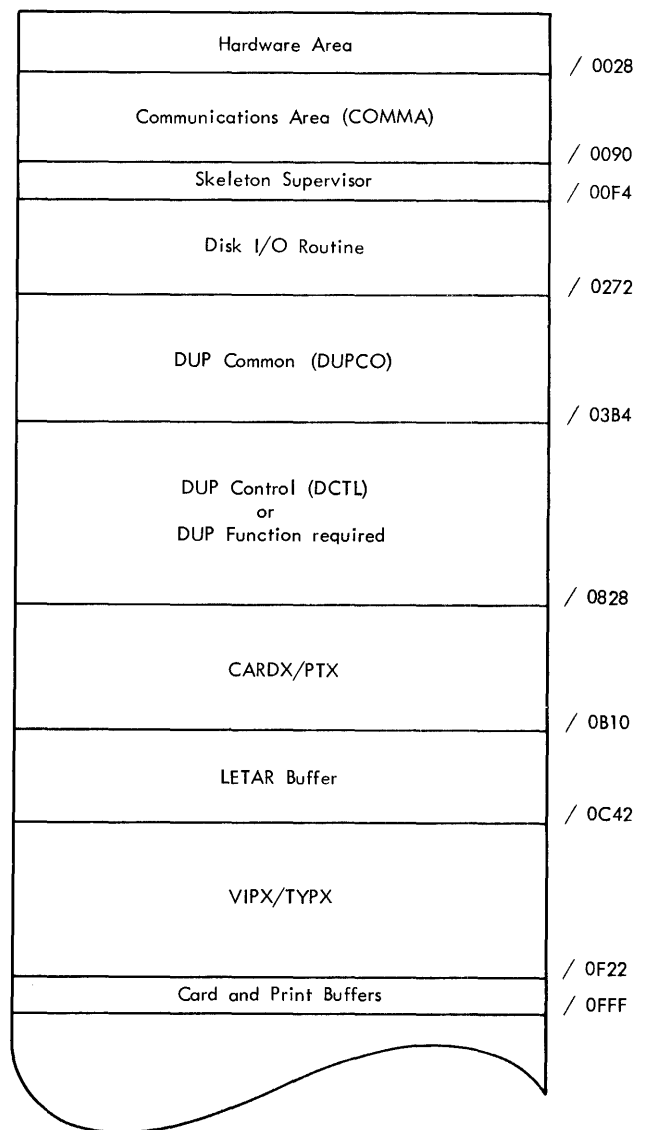 Hardware Area
/ 0028
Communications Area (COMMA)
/ 0090
Skeleton Supervisor
/ 00F4
Disk I/O Routine
/ 0272
DUP Common (DUPCO)
/ 03B4
DUP Control (DCTL)
or
DUP Function required
/ 0828
CARDX/PTX
/ 0B10
LETAR Buffer
/ 0C42
VIPX/TYPX
/ 0F22
Card and Print Buffers
/ 0FFF